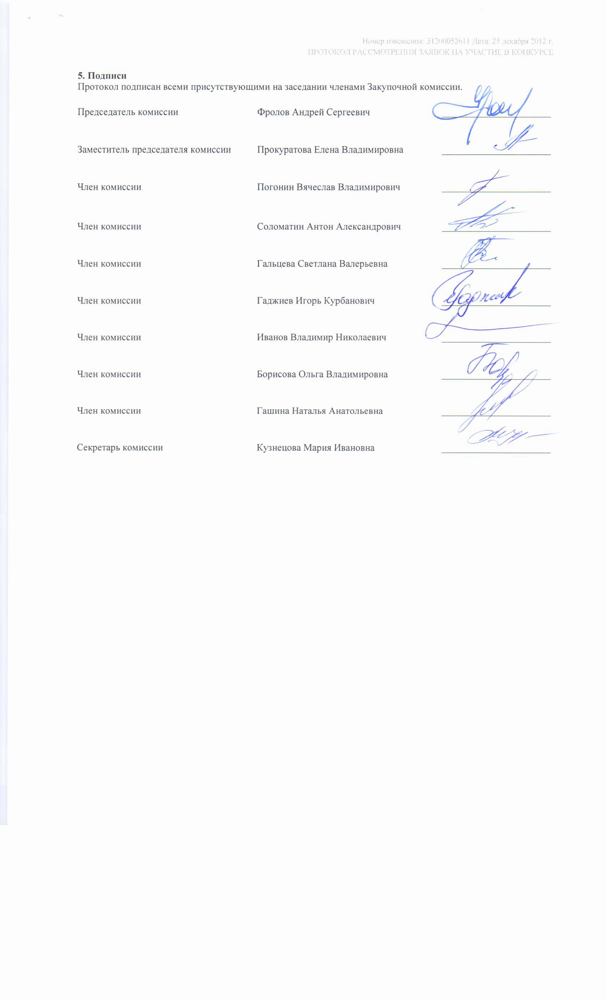 Номер извещения: 31200052611 Дата: 25 декабря 2012 г.
ПРОТОКОЛ РАССМОТРЕНИЯ ЗАЯВОК НА УЧАСТИЕ В КОНКУРСЕ
5. Подписи
Протокол подписан всеми присутствующими на заседании членами Закупочной комиссии.
Председатель комиссии Фролов Андрей Сергеевич
Заместитель председателя комиссии Прокуратова Елена Владимировна
Член комиссии Погонин Вячеслав Владимирович
Член комиссии Соломатин Антон Александрович
Член комиссии Гальцева Светлана Валерьевна
Член комиссии Гаджиев Игорь Курбанович
Член комиссии Иванов Владимир Николаевич
Член комиссии Борисова Ольга Владимировна
Член комиссии Гашина Наталья Анатольевна
Секретарь комиссии Кузнецова Мария Ивановна